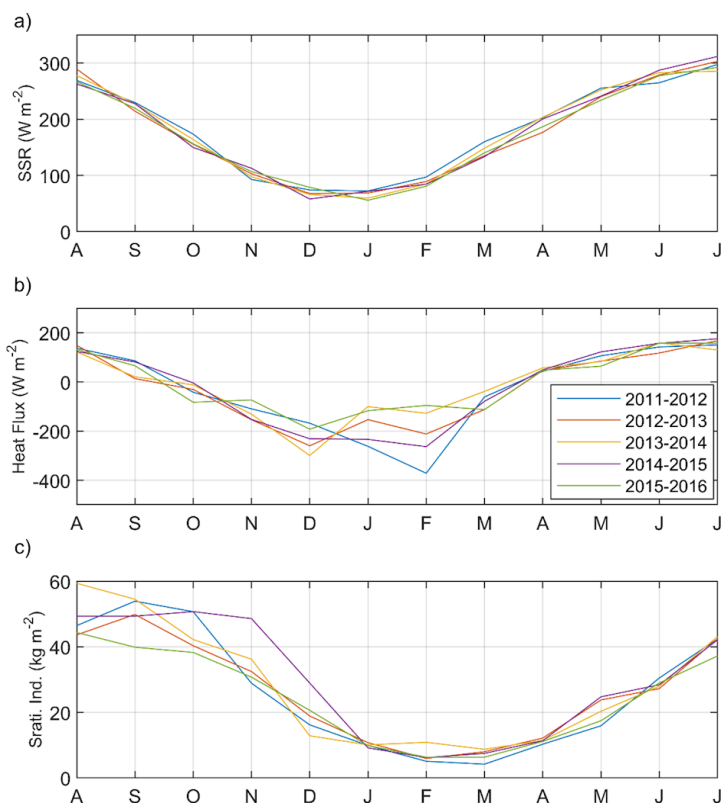 a)
300
200
100
0
SSR (W m-2)
A S O N D J F M A M J J
b)
200
0
-200
-400
Heat Flux (W m-2)
2011-2012
2012-2013
2013-2014
2014-2015
2015-2016
A S O N D J F M A M J J
c)
60
40
20
0
Srati. Ind. (kg m-2)
A S O N D J F M A M J J